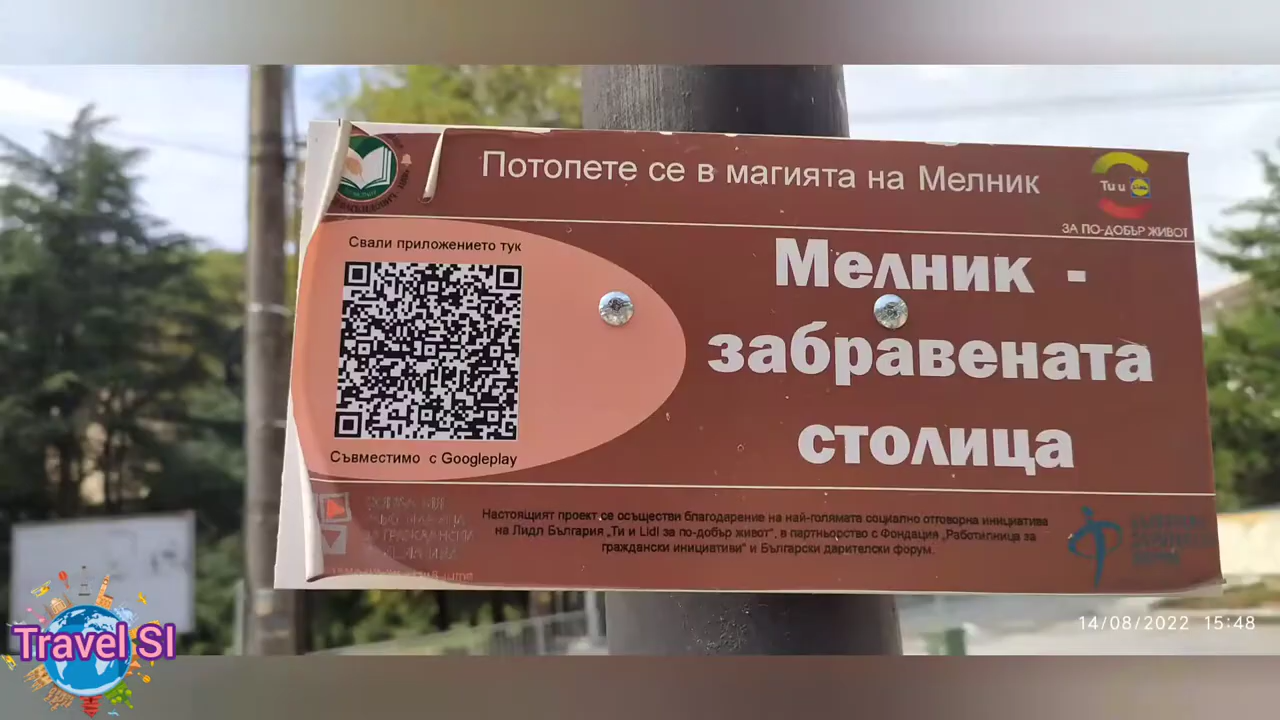 Потопете се в магията на Мелник
Ти и
ЗА ПО-ДОБЪР ЖИВОТ
Свали приложението тук
Съвместимо с Googleplay
Мелник -
забравената
столица
Настоящият проект се осъществи благодарение на най-голямата социално отговорна инициатива
на Лидл България „Ти и Lidl за по-добър живот", в партньорство с Фондация „Работилница за
граждански инициативи" и Български дарителски форум.
14/08/2022 15:48
Travel SI